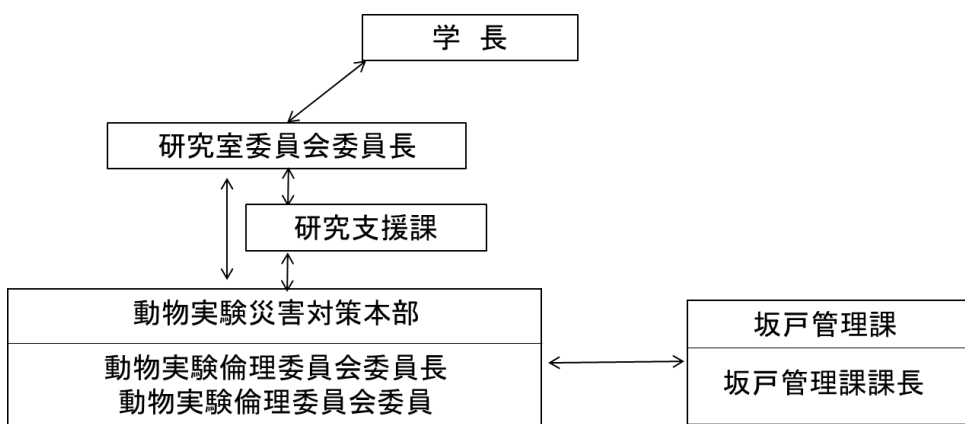 学 長
研究室委員会委員長
研究支援課
動物実験災害対策本部
動物実験倫理委員会委員長
動物実験倫理委員会委員
坂戸管理課
坂戸管理課課長